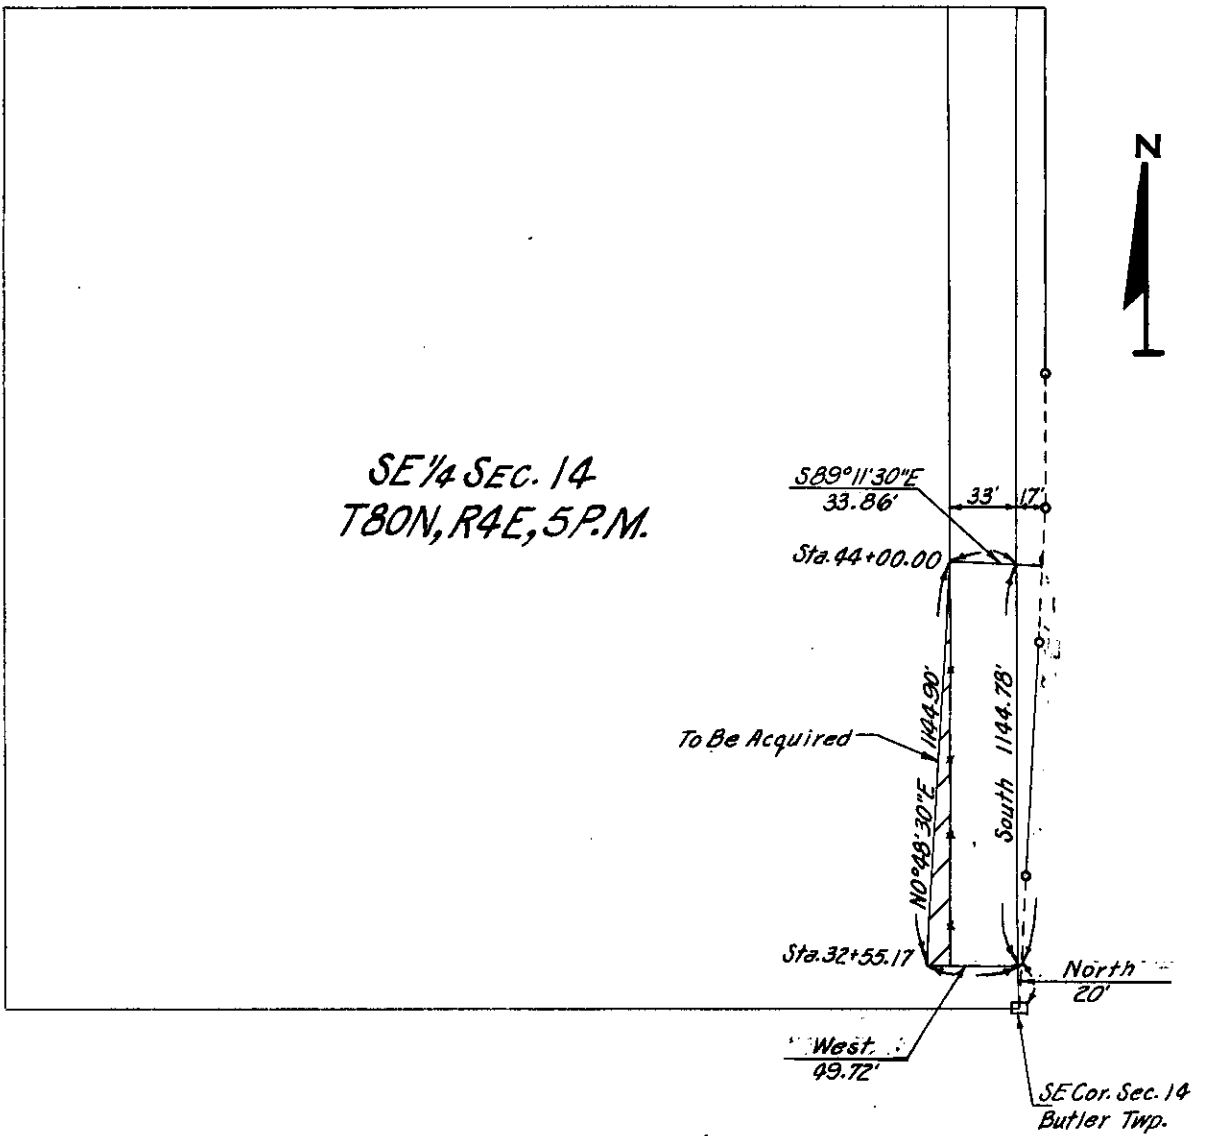 N
SE 1/4 SEC. 14
T80N, R4E, 5P.M.
S89°11'30"E
33.86'
33'
17'
Sta. 44+00.00
N0°48'30"E 1144.90'
South 1144.78'
To Be Acquired
Sta. 32+55.17
North
20'
West
49.72'
SE Cor. Sec. 14
Butler Twp.